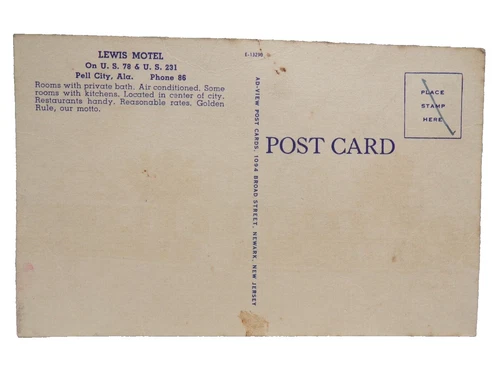 LEWIS MOTEL
On U. S. 78 & U. S. 231
Pell City, Ala. Phone 86
Rooms with private bath. Air conditioned. Some
rooms with kitchens. Located in center of city.
Restaurants handy. Reasonable rates. Golden
Rule, our motto.
AD-VIEW POST CARDS, 1094 BROAD STREET, NEWARK, NEW JERSEY
POST CARD
PLACE
STAMP
HERE